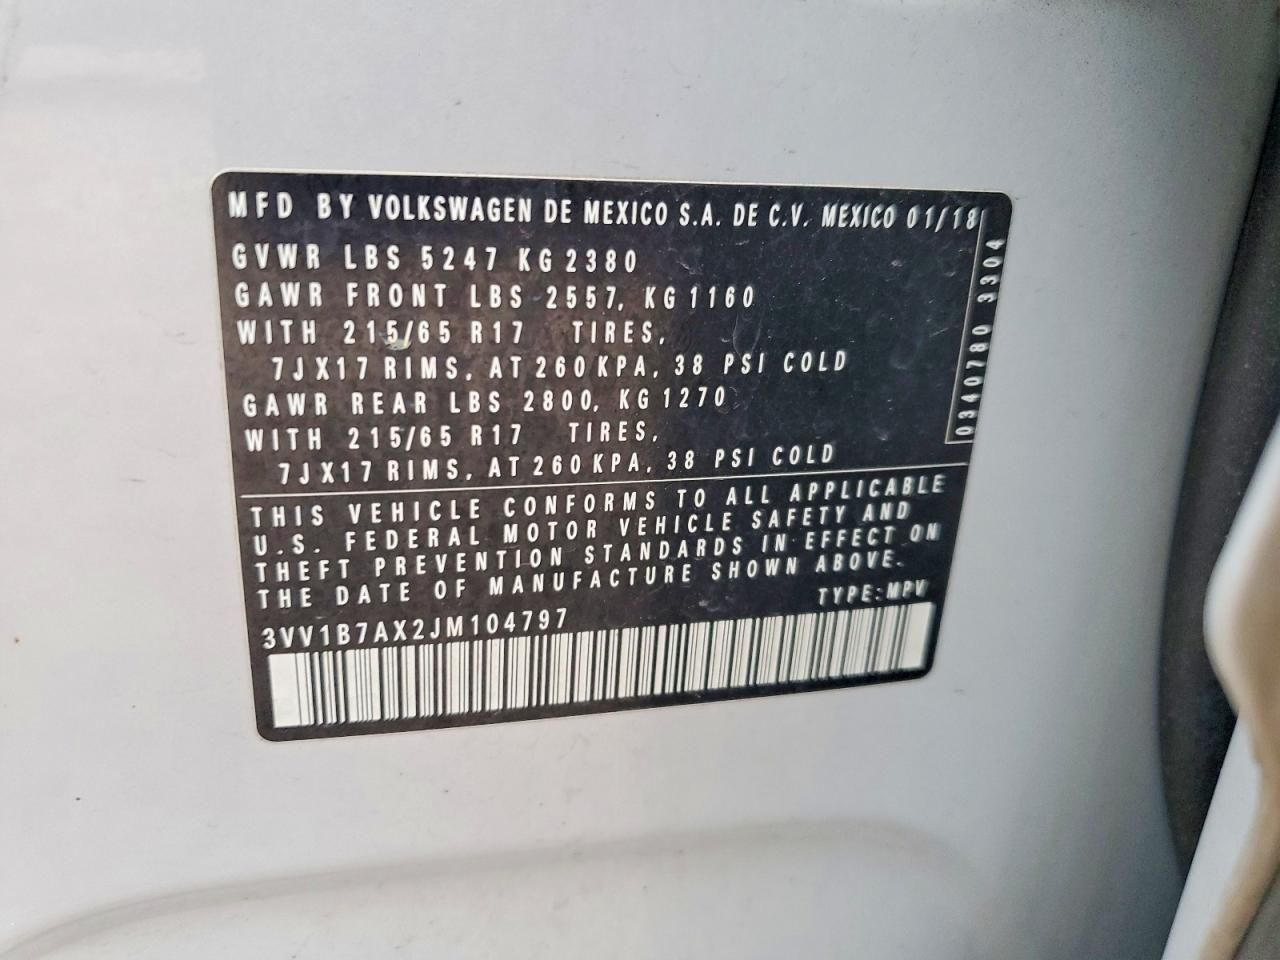 MFD BY VOLKSWAGEN DE MEXICO S.A. DE C.V. MEXICO 01/18
GVWR LBS 5247 KG 2380
GAWR FRONT LBS 2557, KG 1160
WITH 215/65 R17 TIRES,
7JX17 RIMS, AT 260 KPA, 38 PSI COLD
GAWR REAR LBS 2800, KG 1270
WITH 215/65 R17 TIRES,
7JX17 RIMS, AT 260 KPA, 38 PSI COLD
0340780 3304
THIS VEHICLE CONFORMS TO ALL APPLICABLE
U.S. FEDERAL MOTOR VEHICLE SAFETY AND
THEFT PREVENTION STANDARDS IN EFFECT ON
THE DATE OF MANUFACTURE SHOWN ABOVE.
TYPE:MPV
3VV1B7AX2JM104797